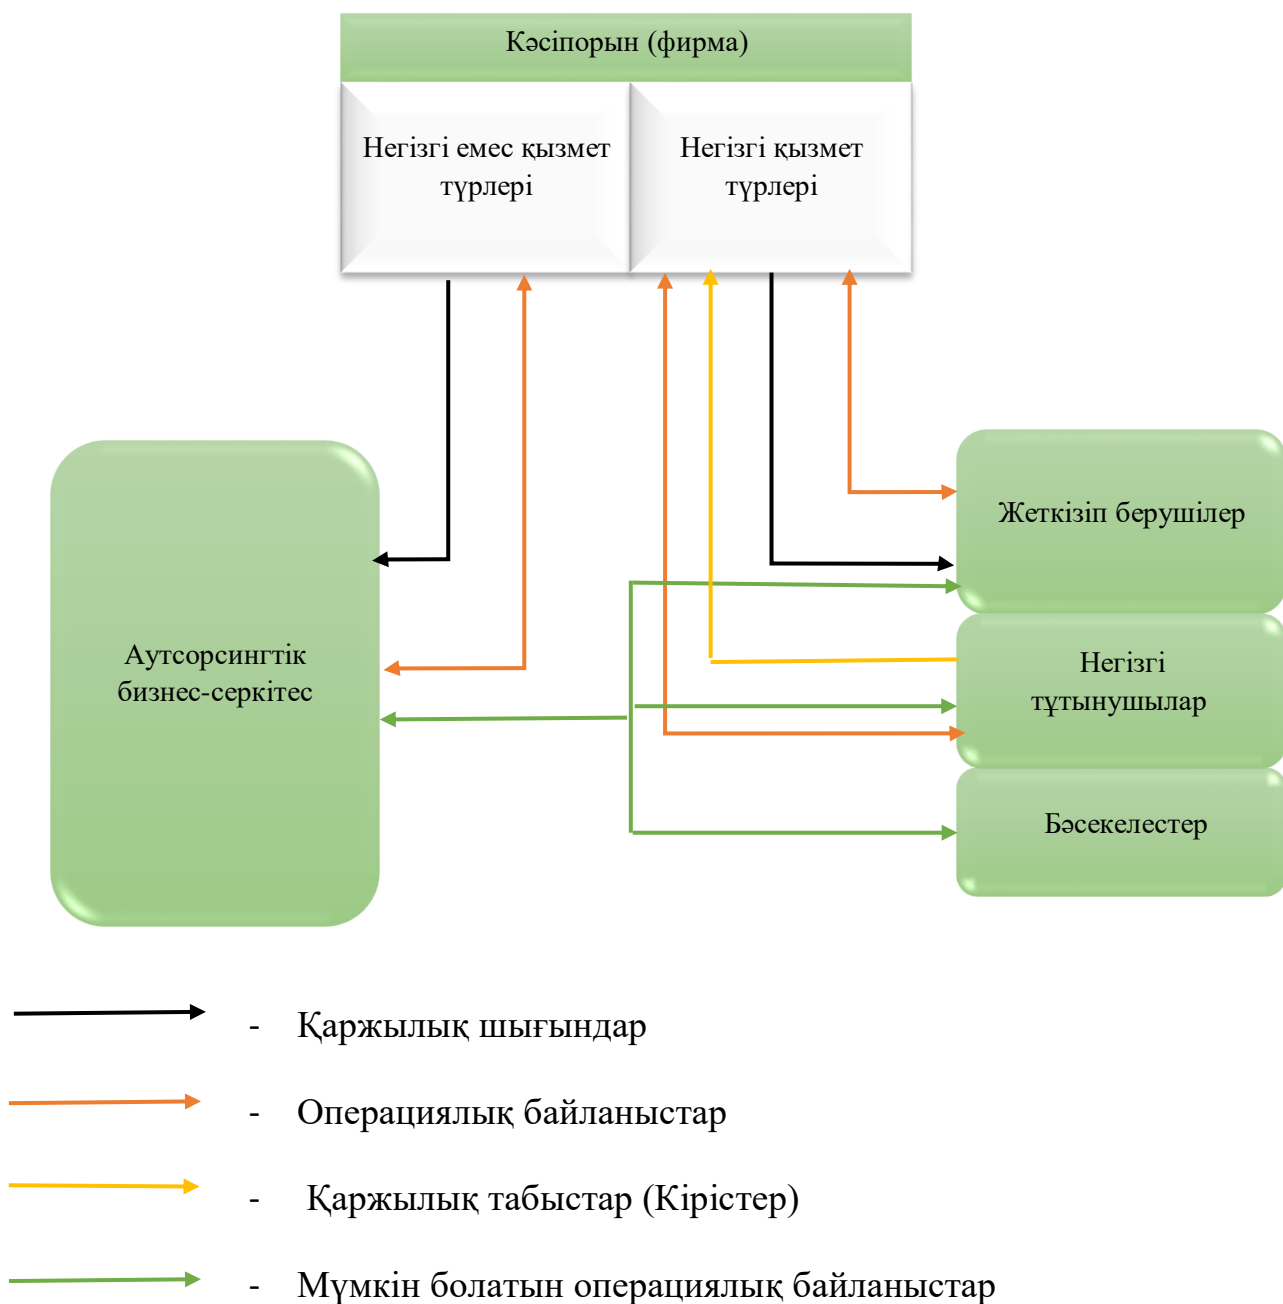 Кәсіпорын (фирма)
Негізгі емес қызмет
түрлері
Негізгі қызмет
түрлері
Жеткізіп берушілер
Аутсорсингтік
бизнес-серкітес
Негізгі
тұтынушылар
Бәсекелестер
- Қаржылық шығындар
- Операциялық байланыстар
- Қаржылық табыстар (Кірістер)
- Мүмкін болатын операциялық байланыстар